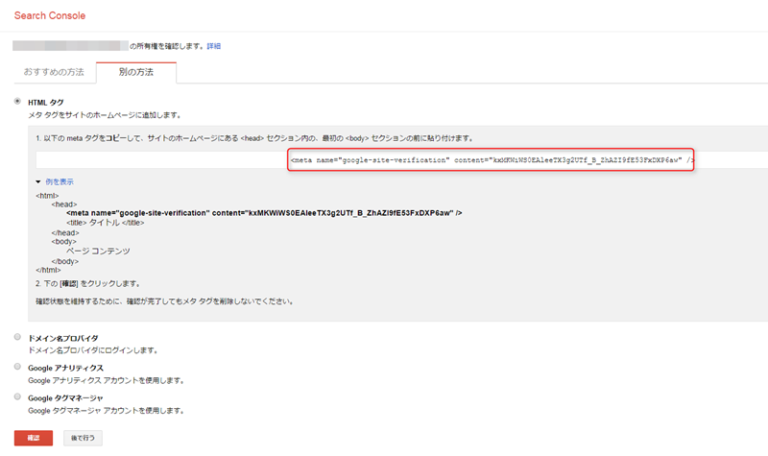 Search Console
の所有権を確認します。 詳細
おすすめの方法 別の方法
HTML タグ
メタ タグをサイトのホームページに追加します。
1. 以下の meta タグをコピーして、サイトのホームページにある <head> セクション内の、最初の <body> セクションの前に貼り付けます。
<meta name="google-site-verification" content="kxMKWiWS0EAleeTX3g2UTf_B_ZhAZI9fE53FxDXP6aw" />
▼ 例を表示
<html>
<head>
<meta name="google-site-verification" content="kxMKWiWS0EAleeTX3g2UTf_B_ZhAZI9fE53FxDXP6aw" />
<title> タイトル </title>
</head>
<body>
ページ コンテンツ
</body>
</html>
2. 下の [確認] をクリックします。
確認状態を維持するために、確認が完了してもメタ タグを削除しないでください。
ドメイン名プロバイダ
ドメイン名プロバイダにログインします。
Google アナリティクス
Google アナリティクス アカウントを使用します。
Google タグマネージャ
Google タグマネージャ アカウントを使用します。
確認 後で行う